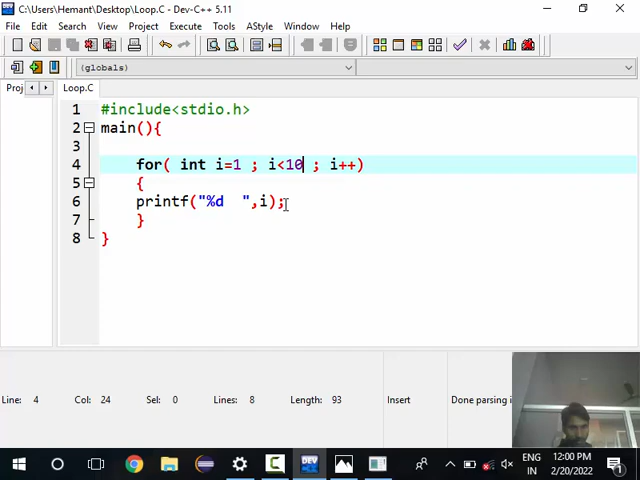 C:\Users\Hemant\Desktop\Loop.C - Dev-C++ 5.11
File Edit Search View Project Execute Tools AStyle Window Help
(globals)
Proj Loop.C
1 #include<stdio.h>
2 main(){
3
4 for( int i=1 ; i<10 ; i++)
5 {
6 printf("%d  ",i);
7 }
8 }
Line: 4 Col: 24 Sel: 0 Lines: 8 Length: 93 Insert Done parsing i
DEV
ENG
IN
12:00 PM
2/20/2022